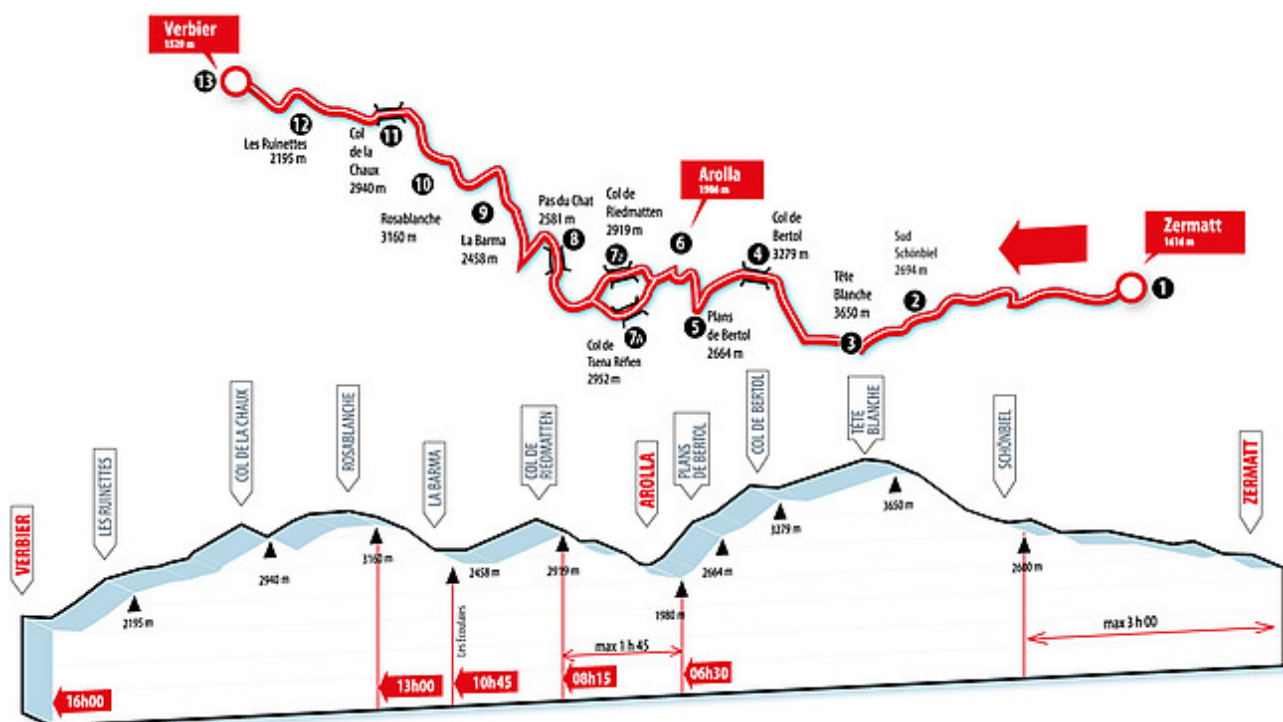 Verbier
1520 m
13
12
Les Ruinettes
2195 m
11
Col
de la
Chaux
2940 m
10
Rosablanche
3160 m
9
La Barma
2458 m
Pas du Chat
2581 m
8
Col de
Riedmatten
2919 m
7b
7a
Col de
Tsena Réfien
2952 m
Arolla
1986 m
6
5
Plans
de Bertol
2664 m
4
Col de
Bertol
3279 m
Tête
Blanche
3650 m
3
Sud
Schönbiel
2694 m
2
Zermatt
1616 m
1
VERBIER
LES RUINETTES
COL DE LA CHAUX
ROSABLANCHE
LA BARMA
COL DE
RIEDMATTEN
AROLLA
PLANS
DE BERTOL
COL DE BERTOL
TÊTE
BLANCHE
SCHÖNBIEL
ZERMATT
2195 m
2940 m
3160 m
2458 m
2919 m
1980 m
2664 m
3279 m
3650 m
2600 m
Les Ecoulaies
max 1 h 45
max 3 h 00
16h00
13h00
10h45
08h15
06h30